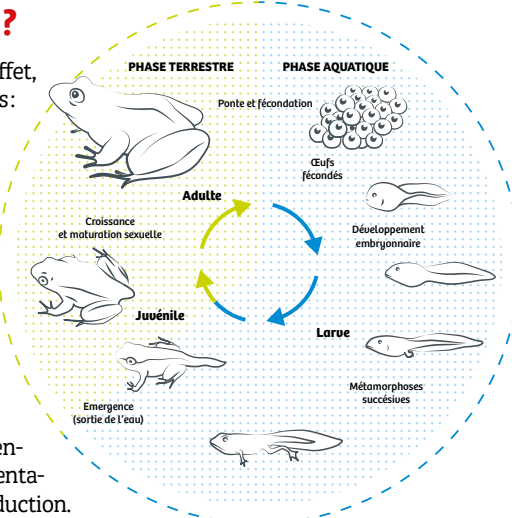 ?
ffet,
s:
PHASE TERRESTRE
PHASE AQUATIQUE
Ponte et fécondation
Œufs
fécondés
Adulte
Croissance
et maturation sexuelle
Développement
embryonnaire
Juvénile
Larve
Métamorphoses
succésives
Emergence
(sortie de l’eau)
en-
enta-
duction.